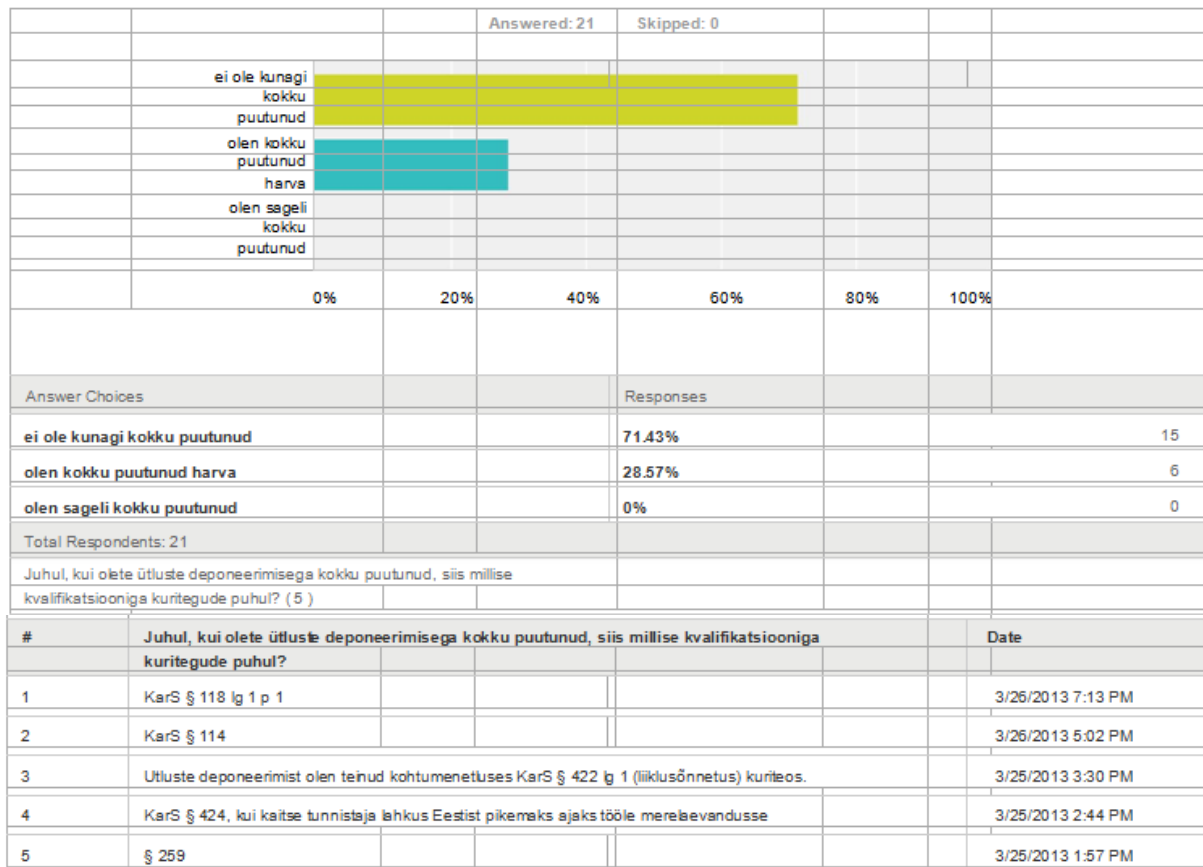 Answered: 21 Skipped: 0
ei ole kunagi
kokku
puutunud
olen kokku
puutunud
harva
olen sageli
kokku
puutunud
0% 20% 40% 60% 80% 100%
Answer Choices Responses
ei ole kunagi kokku puutunud 71.43% 15
olen kokku puutunud harva 28.57% 6
olen sageli kokku puutunud 0% 0
Total Respondents: 21
Juhul, kui olete ütluste deponeerimisega kokku puutunud, siis millise
kvalifikatsiooniga kuritegude puhul? ( 5 )
# Juhul, kui olete ütluste deponeerimisega kokku puutunud, siis millise kvalifikatsiooniga Date
kuritegude puhul?
1 KarS § 118 lg 1 p 1 3/26/2013 7:13 PM
2 KarS § 114 3/26/2013 5:02 PM
3 Utluste deponeerimist olen teinud kohtumenetluses KarS § 422 lg 1 (liiklusõnnetus) kuriteos. 3/25/2013 3:30 PM
4 KarS § 424, kui kaitse tunnistaja lahkus Eestist pikemaks ajaks tööle merelaevandusse 3/25/2013 2:44 PM
5 § 259 3/25/2013 1:57 PM